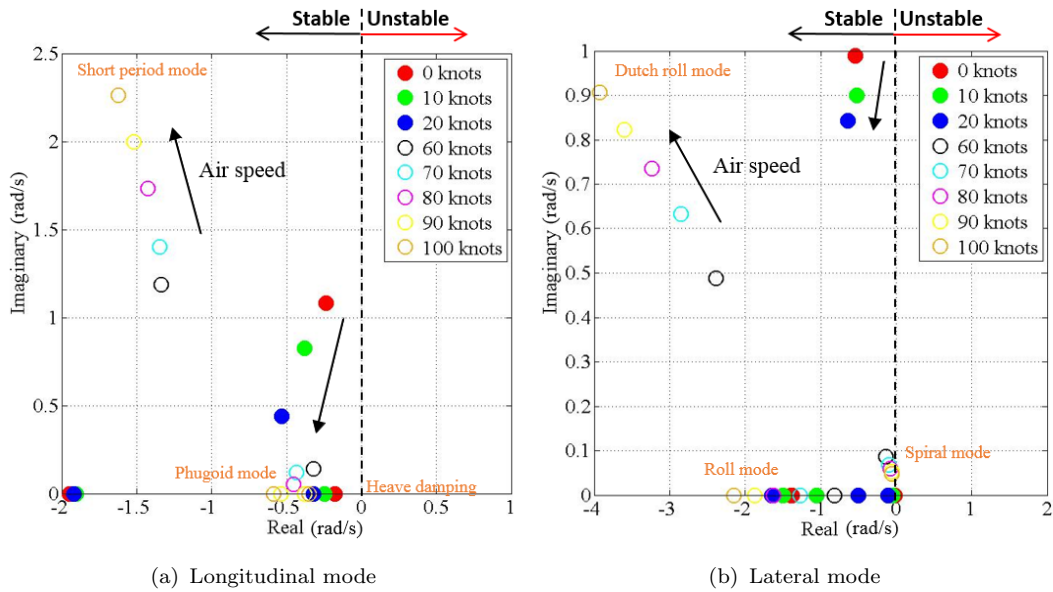 Stable Unstable
2.5
2
1.5
1
0.5
0
Imaginary (rad/s)
Short period mode
Air speed
Phugoid mode
Heave damping
0 knots
10 knots
20 knots
60 knots
70 knots
80 knots
90 knots
100 knots
-2 -1.5 -1 -0.5 0 0.5 1
Real (rad/s)
(a) Longitudinal mode
Stable Unstable
1
0.9
0.8
0.7
0.6
0.5
0.4
0.3
0.2
0.1
0
Imaginary (rad/s)
Dutch roll mode
Air speed
Roll mode
Spiral mode
0 knots
10 knots
20 knots
60 knots
70 knots
80 knots
90 knots
100 knots
-4 -3 -2 -1 0 1 2
Real (rad/s)
(b) Lateral mode